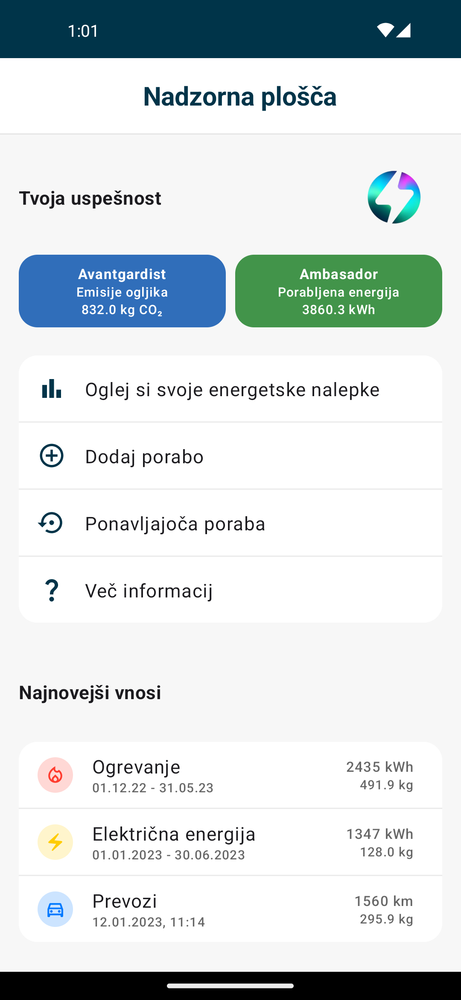 1:01
Nadzorna plošča
Tvoja uspešnost
Avantgardist
Emisije ogljika
832.0 kg CO₂
Ambasador
Porabljena energija
3860.3 kWh
Oglej si svoje energetske nalepke
Dodaj porabo
Ponavljajoča poraba
Več informacij
Najnovejši vnosi
Ogrevanje
01.12.22 - 31.05.23
2435 kWh
491.9 kg
Električna energija
01.01.2023 - 30.06.2023
1347 kWh
128.0 kg
Prevozi
12.01.2023, 11:14
1560 km
295.9 kg